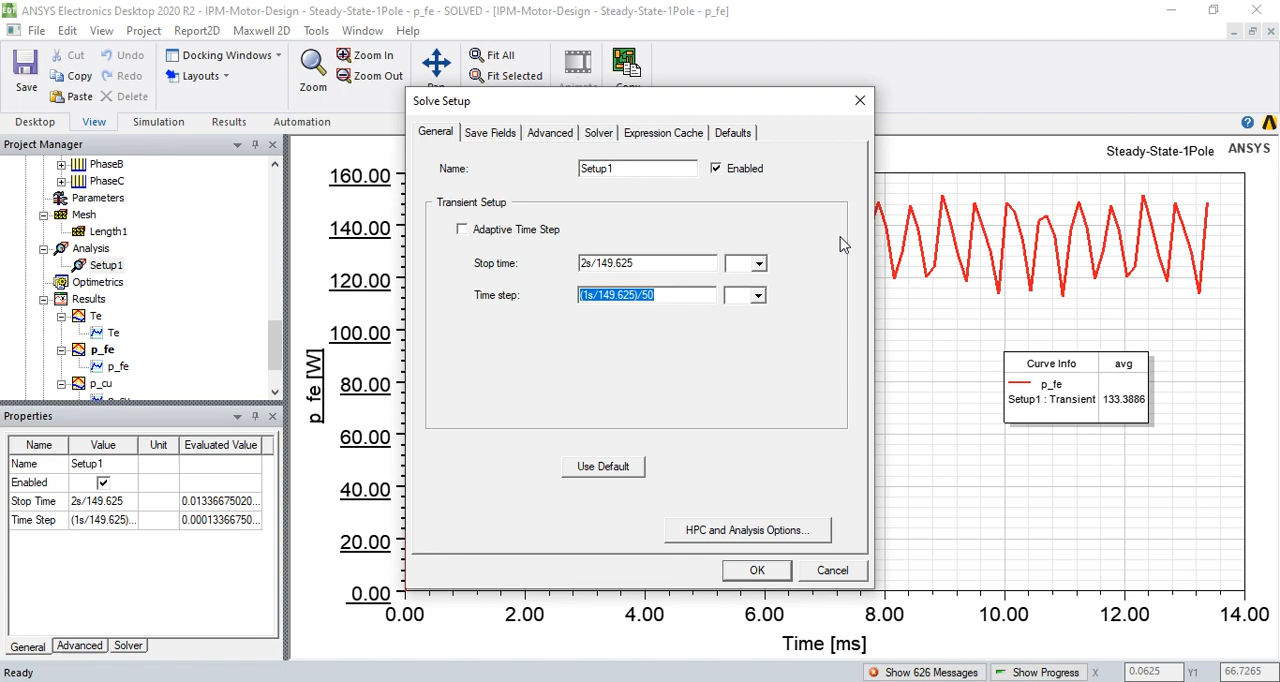 ANSYS Electronics Desktop 2020 R2 - IPM-Motor-Design - Steady-State-1Pole - p_fe - SOLVED - [IPM-Motor-Design - Steady-State-1Pole - p_fe]
File Edit View Project Report2D Maxwell 2D Tools Window Help
Save
Cut
Copy
Paste
Undo
Redo
Delete
Docking Windows
Layouts
Zoom
Zoom In
Zoom Out
Fit All
Fit Selected
Desktop View Simulation Results Automation
Project Manager
PhaseB
PhaseC
Parameters
Mesh
Length1
Analysis
Setup1
Optimetrics
Results
Te
Te
p_fe
p_fe
p_cu
Properties
Name Value Unit Evaluated Value
Name Setup1
Enabled
Stop Time 2s/149.625 0.01336675020...
Time Step (1s/149.625)... 0.00013366750...
General Advanced Solver
Solve Setup
General Save Fields Advanced Solver Expression Cache Defaults
Name: Setup1 Enabled
Transient Setup
Adaptive Time Step
Stop time: 2s/149.625
Time step: (1s/149.625)/50
Use Default
HPC and Analysis Options...
OK Cancel
Steady-State-1Pole ANSYS
160.00
140.00
120.00
100.00
80.00
60.00
40.00
20.00
0.00
p_fe [W]
Curve Info avg
p_fe
Setup1 : Transient 133.3886
0.00 2.00 4.00 6.00 8.00 10.00 12.00 14.00
Time [ms]
Ready Show 626 Messages Show Progress X 0.0625 Y1 66.7265